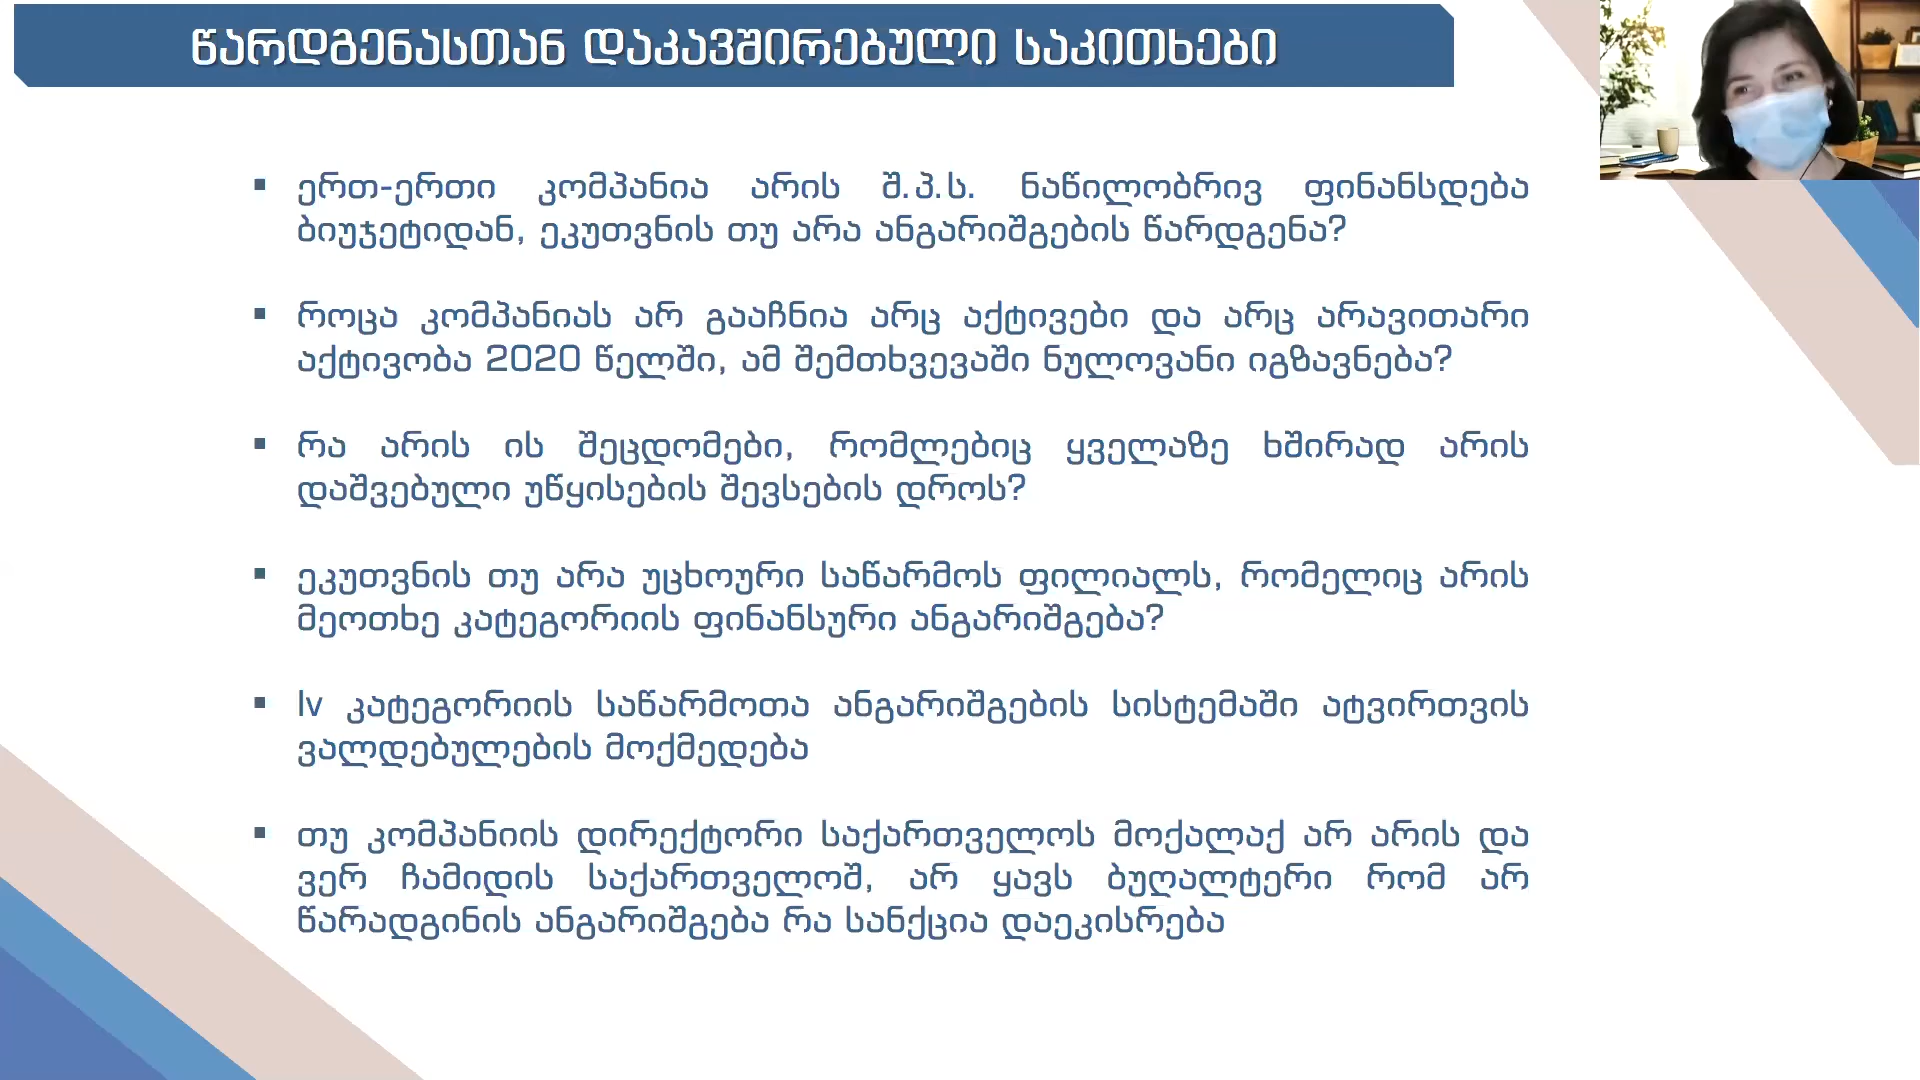 წარდგენასთან დაკავშირებული საკითხები
▪ ერთ-ერთი კომპანია არის შ.პ.ს. ნაწილობრივ ფინანსდება
ბიუჯეტიდან, ეკუთვნის თუ არა ანგარიშგების წარდგენა?
▪ როცა კომპანიას არ გააჩნია არც აქტივები და არც არავითარი
აქტივობა 2020 წელში, ამ შემთხვევაში ნულოვანი იგზავნება?
▪ რა არის ის შეცდომები, რომლებიც ყველაზე ხშირად არის
დაშვებული უწყისების შევსების დროს?
▪ ეკუთვნის თუ არა უცხოური საწარმოს ფილიალს, რომელიც არის
მეოთხე კატეგორიის ფინანსური ანგარიშგება?
▪ Iv კატეგორიის საწარმოთა ანგარიშგების სისტემაში ატვირთვის
ვალდებულების მოქმედება
▪ თუ კომპანიის დირექტორი საქართველოს მოქალაქ არ არის და
ვერ ჩამიდის საქართველოშ, არ ყავს ბუღალტერი რომ არ
წარადგინის ანგარიშგება რა სანქცია დაეკისრება